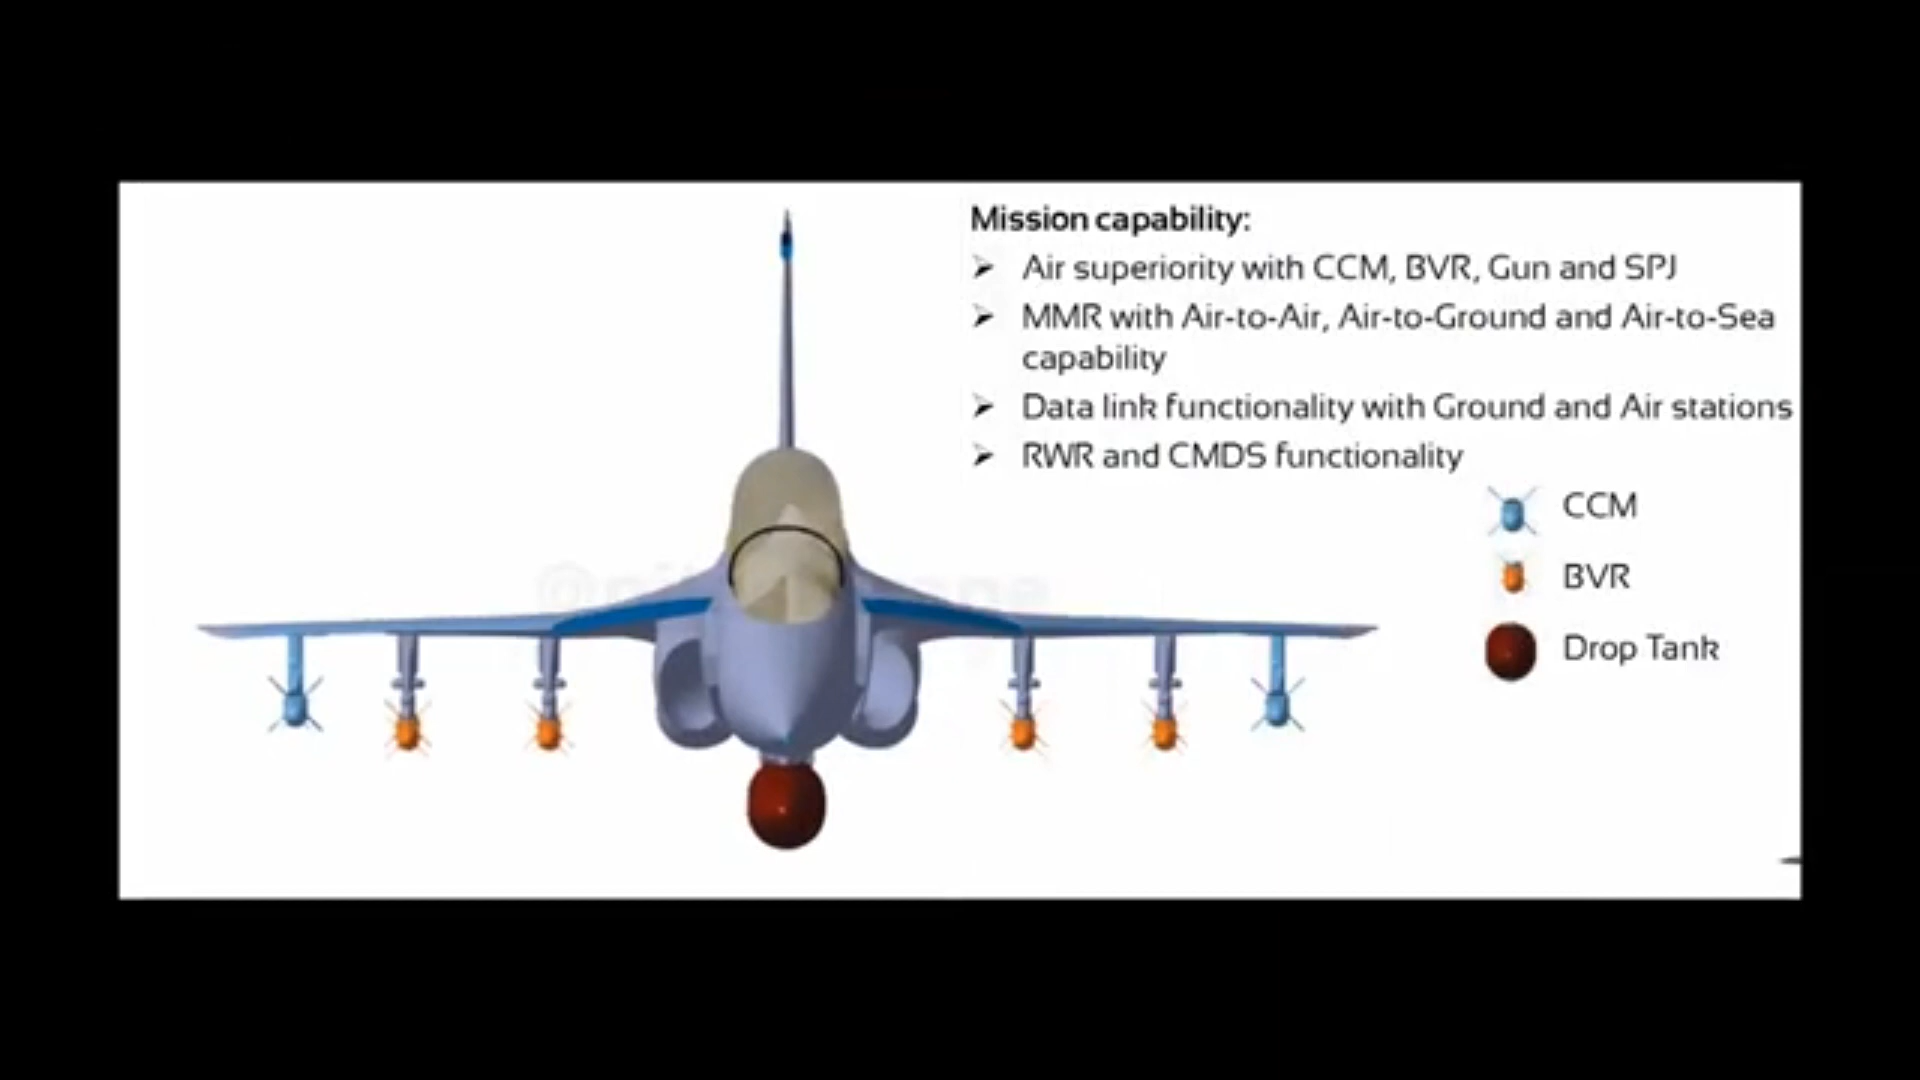 Mission capability:
➢ Air superiority with CCM, BVR, Gun and SPJ
➢ MMR with Air-to-Air, Air-to-Ground and Air-to-Sea
capability
➢ Data link functionality with Ground and Air stations
➢ RWR and CMDS functionality
CCM
BVR
Drop Tank